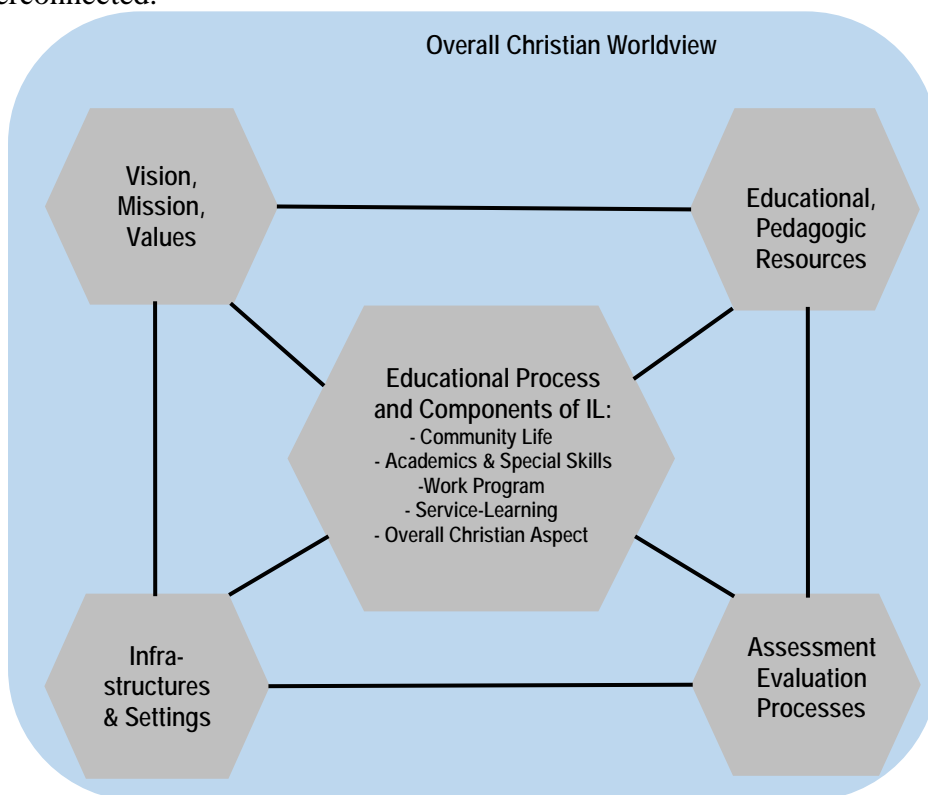 erconnected.
Overall Christian Worldview
Vision,
Mission,
Values
Educational,
Pedagogic
Resources
Educational Process
and Components of IL:
- Community Life
- Academics & Special Skills
-Work Program
- Service-Learning
- Overall Christian Aspect
Infra-
structures
& Settings
Assessment
Evaluation
Processes